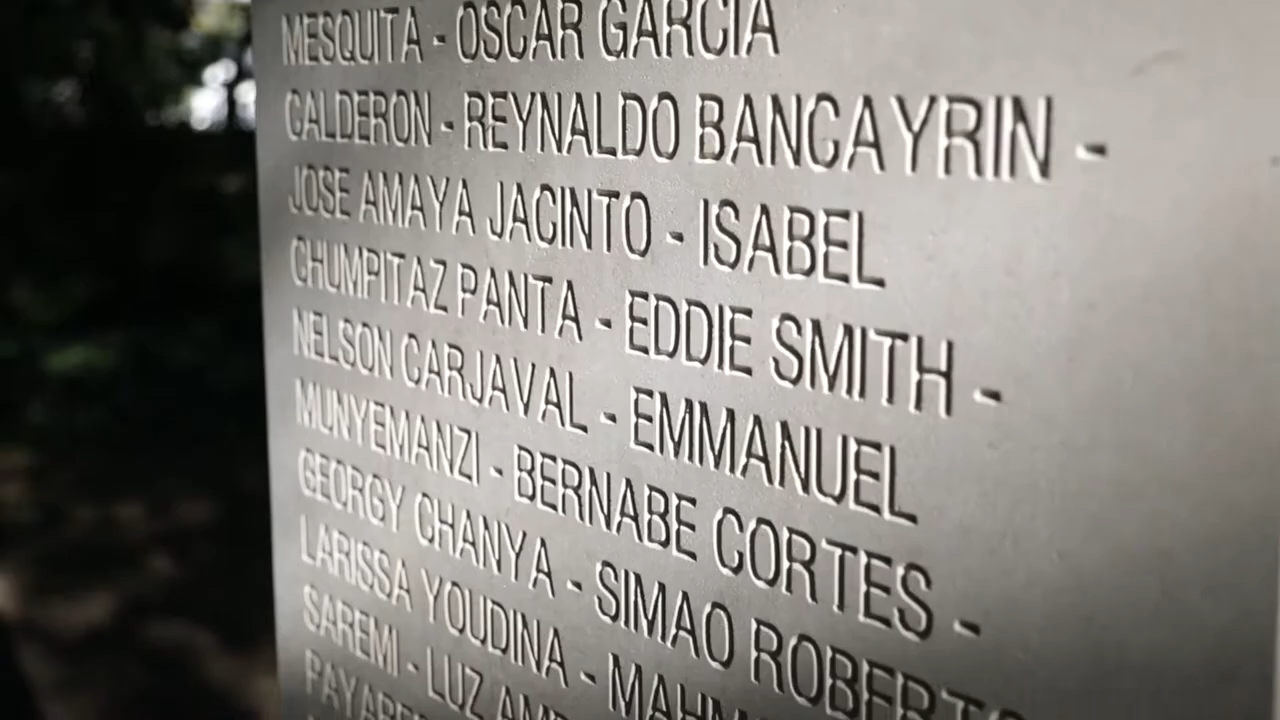 MESQUITA - OSCAR GARCIA
CALDERON - REYNALDO BANCAYRIN -
JOSE AMAYA JACINTO - ISABEL
CHUMPITAZ PANTA - EDDIE SMITH -
NELSON CARJAVAL - EMMANUEL
MUNYEMANZI - BERNABE CORTES -
GEORGY CHANYA - SIMAO ROBERTO
LARISSA YOUDINA -
SAREMI - LUZ